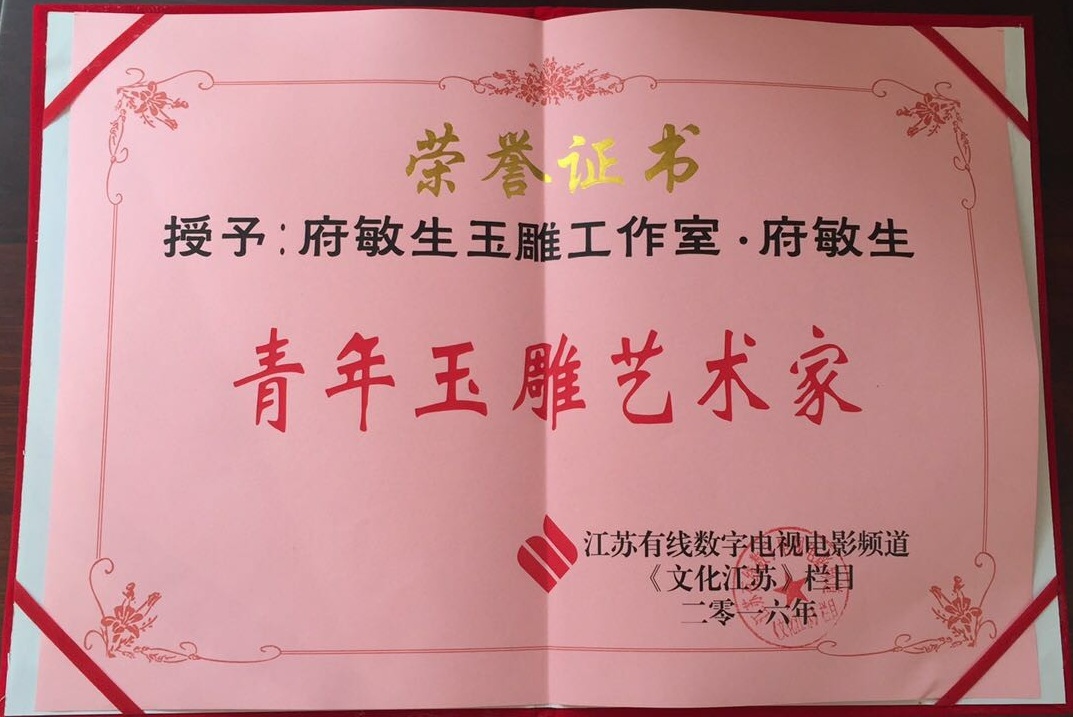 荣誉证书
授予:府敏生玉雕工作室·府敏生
青年玉雕艺术家
江苏有线数字电视电影频道
《文化江苏》栏目
二零一六年